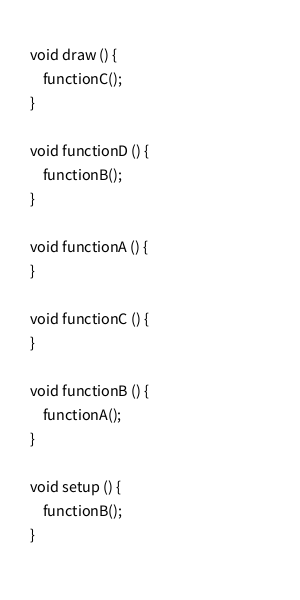 void draw () {
    functionC();
}

void functionD () {
    functionB();
}

void functionA () {
}

void functionC () {
}

void functionB () {
    functionA();
}

void setup () {
    functionB();
}